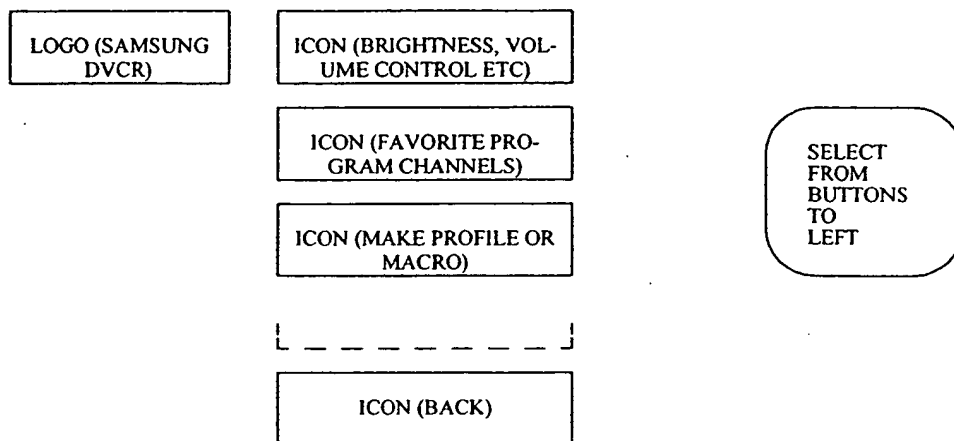 LOGO (SAMSUNG
DVCR)
ICON (BRIGHTNESS, VOL-
UME CONTROL ETC)
ICON (FAVORITE PRO-
GRAM CHANNELS)
ICON (MAKE PROFILE OR
MACRO)
ICON (BACK)
SELECT
FROM
BUTTONS
TO
LEFT